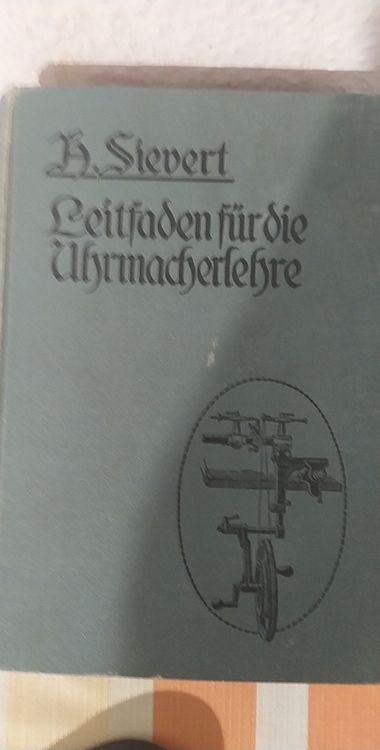 H. Sievert
Leitfaden für die
Uhrmacherlehre